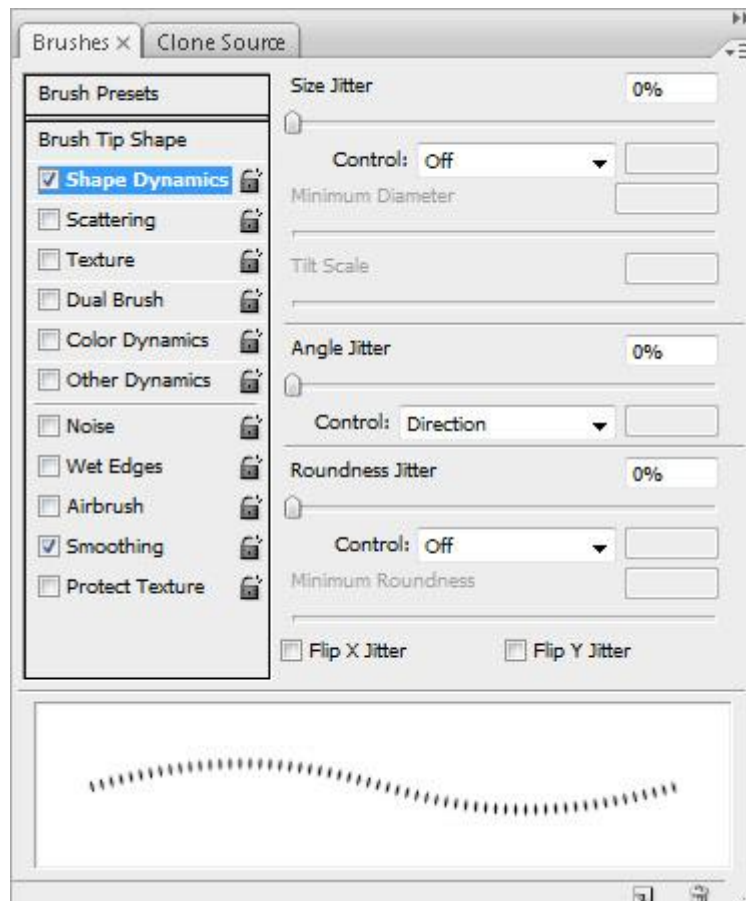 Brushes × Clone Source
Brush Presets
Brush Tip Shape
Shape Dynamics
Scattering
Texture
Dual Brush
Color Dynamics
Other Dynamics
Noise
Wet Edges
Airbrush
Smoothing
Protect Texture
Size Jitter 0%
Control: Off
Minimum Diameter
Tilt Scale
Angle Jitter 0%
Control: Direction
Roundness Jitter 0%
Control: Off
Minimum Roundness
Flip X Jitter Flip Y Jitter